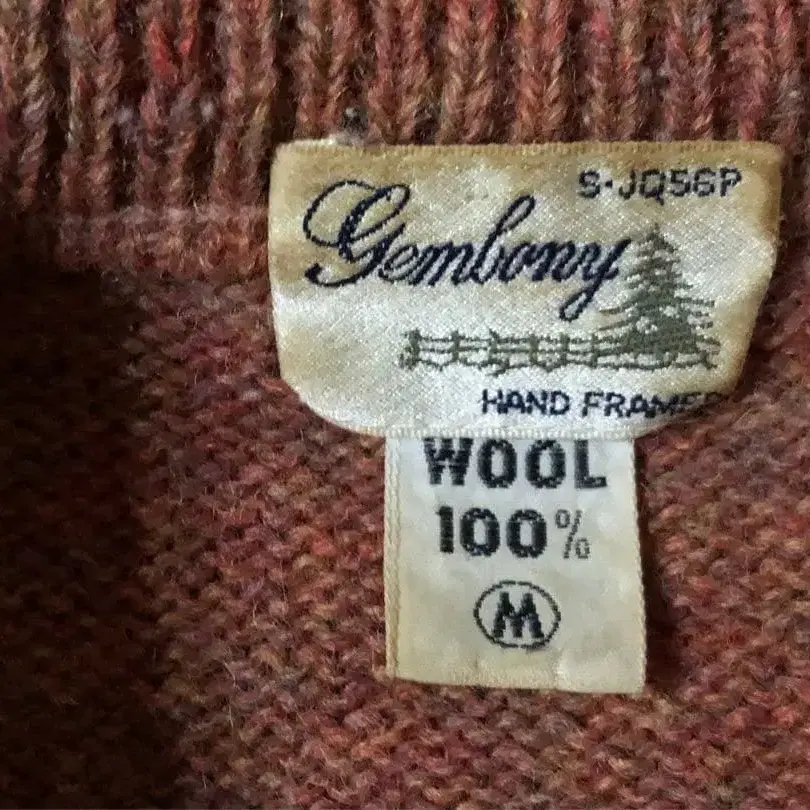 S·JQ56P
Gembony
HAND FRAMED
WOOL
100%
M